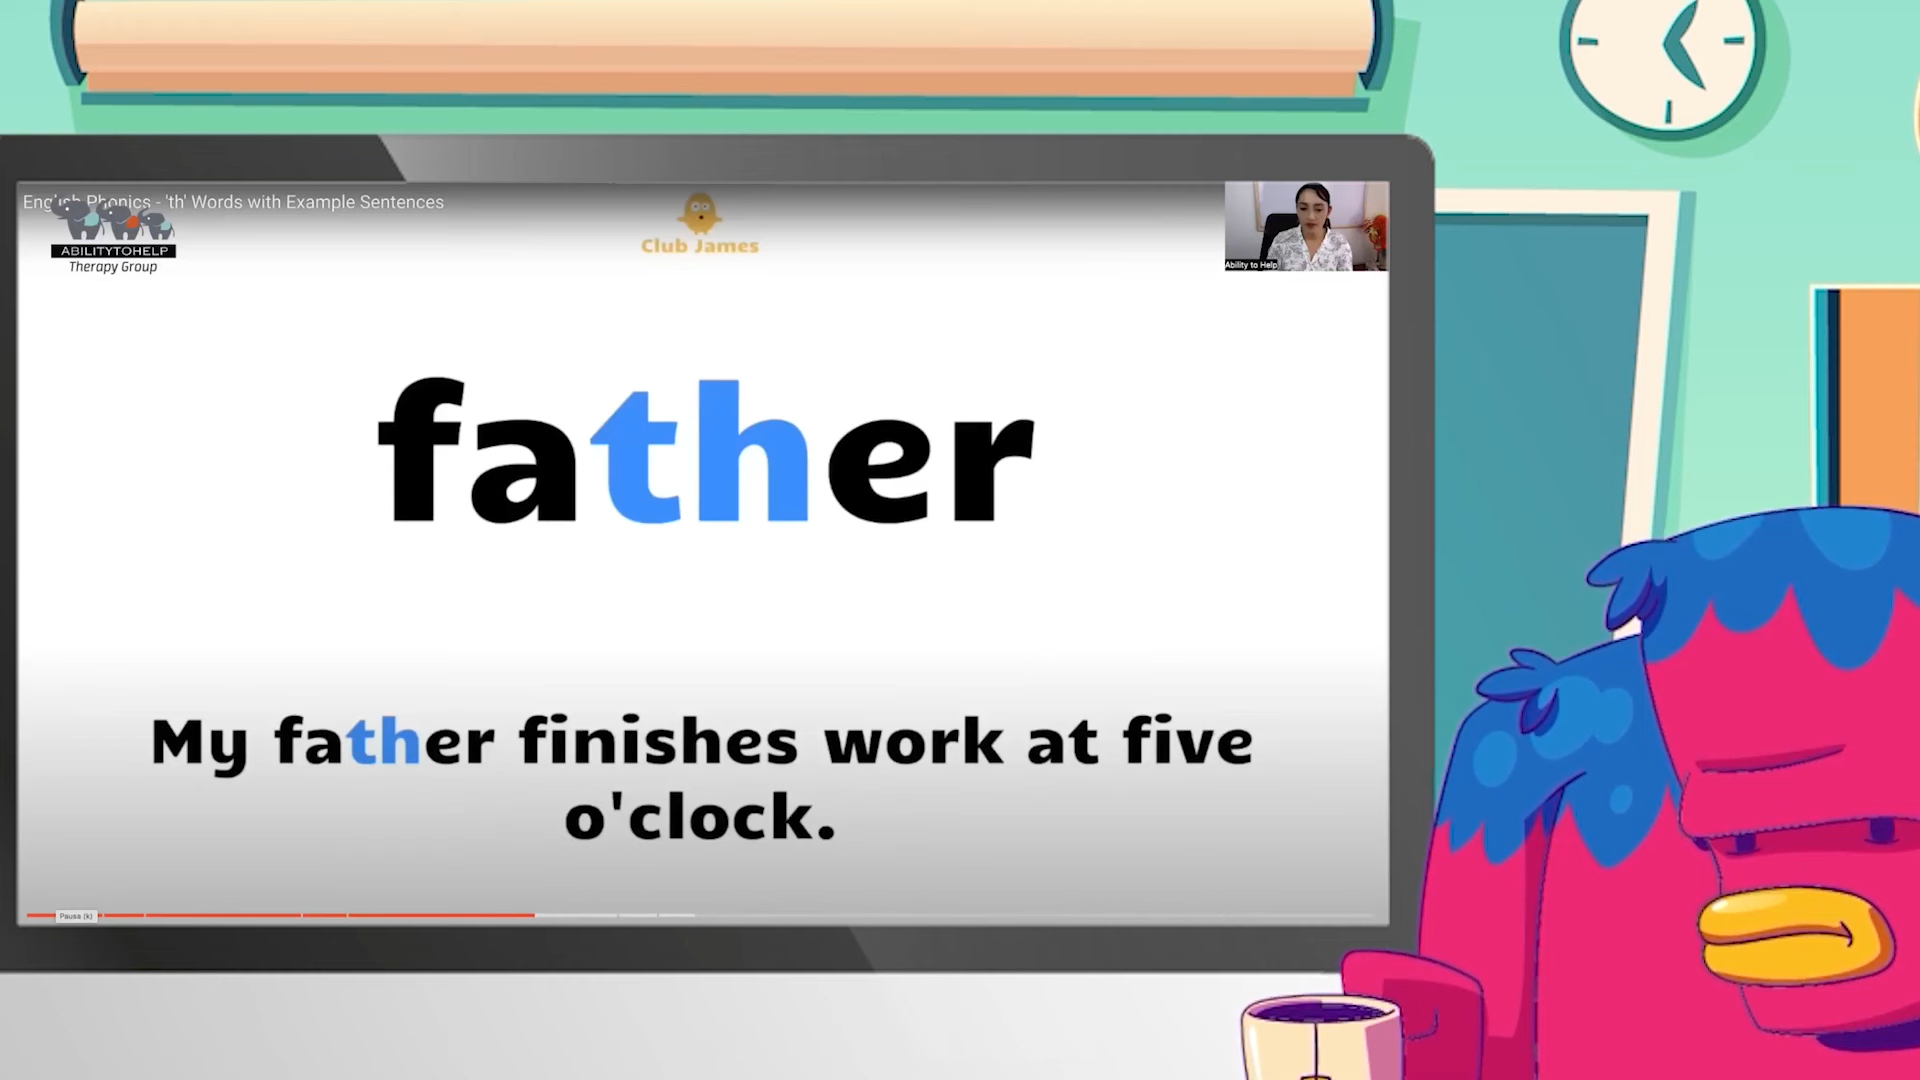 English Phonics - 'th' Words with Example Sentences
ABILITYTOHELP
Therapy Group
Club James
Ability to Help
father
My father finishes work at five
o'clock.
Pausa (k)